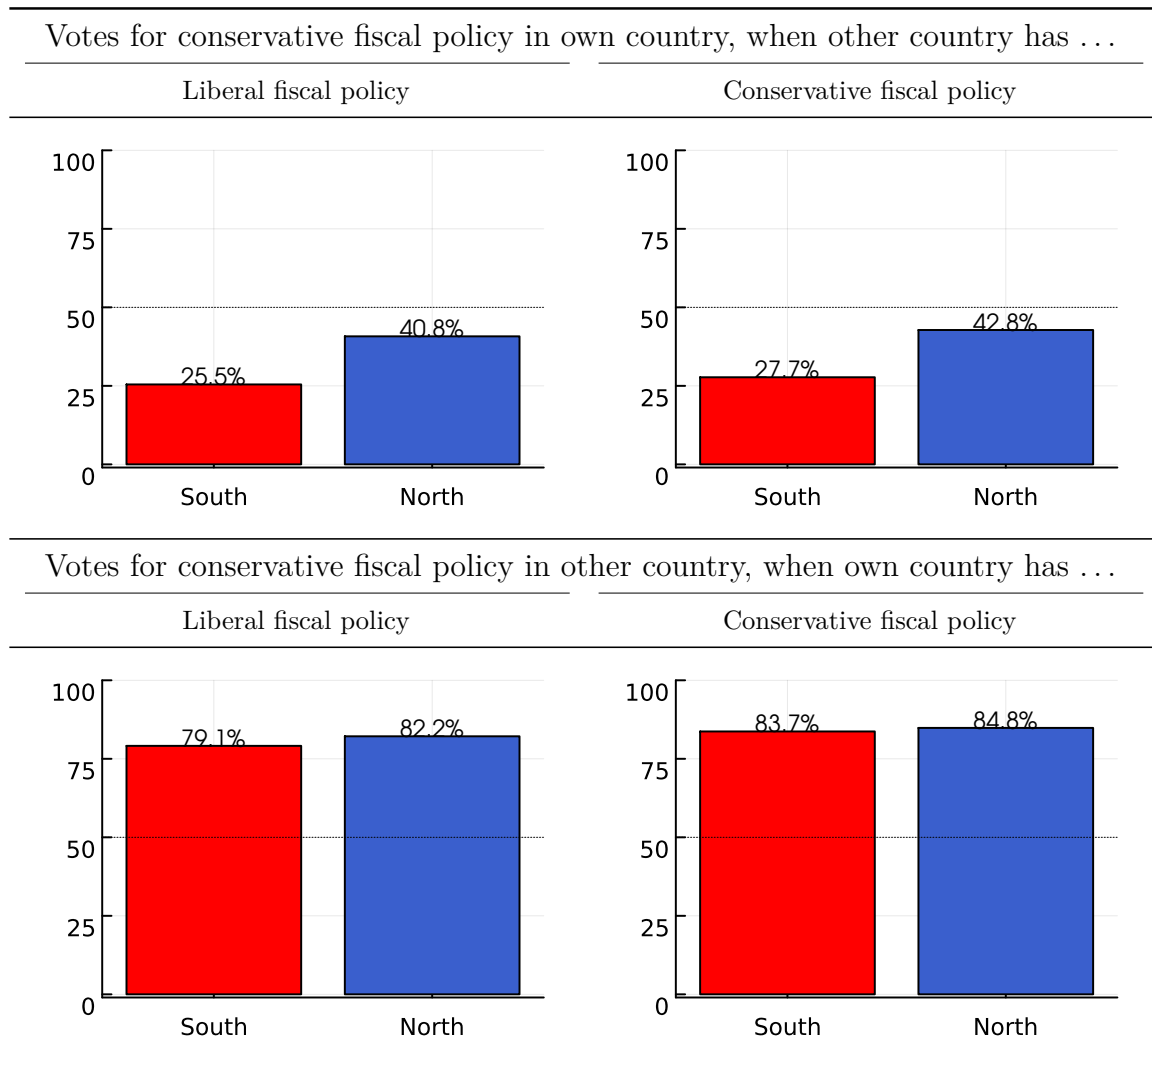 Votes for conservative fiscal policy in own country, when other country has ...
Liberal fiscal policy
Conservative fiscal policy
100
75
50
25
0
40.8%
25.5%
South
North
100
75
50
25
0
42.8%
27.7%
South
North
Votes for conservative fiscal policy in other country, when own country has ...
Liberal fiscal policy
Conservative fiscal policy
100
75
50
25
0
79.1%
82.2%
South
North
100
75
50
25
0
83.7%
84.8%
South
North